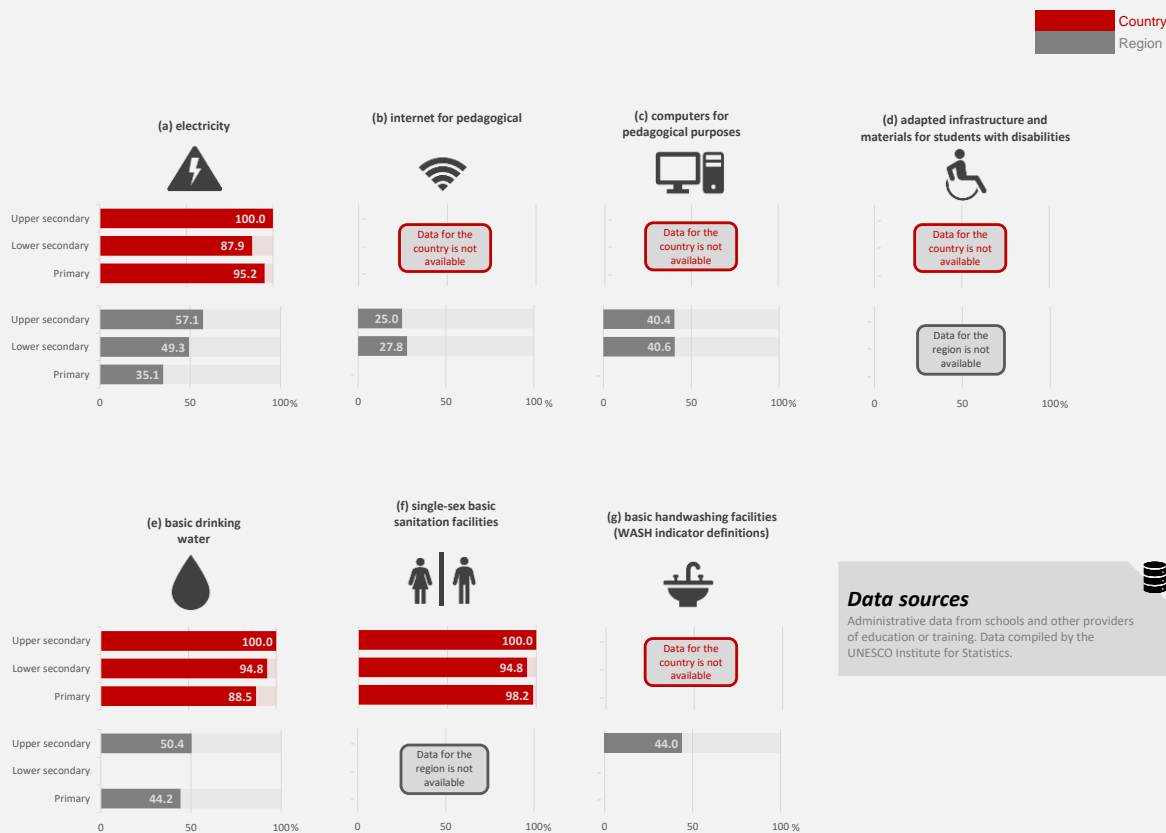 Country
Region
(a) electricity
(b) internet for pedagogical
(c) computers for
pedagogical purposes
(d) adapted infrastructure and
materials for students with disabilities
Upper secondary
100.0
Lower secondary
87.9
Primary
95.2
Data for the
country is not
available
Data for the
country is not
available
Data for the
country is not
available
Upper secondary
57.1
Lower secondary
49.3
Primary
35.1
25.0
27.8
40.4
40.6
Data for the
region is not
available
0 50 100%
0 50 100 %
0 50 100 %
0 50 100%
(e) basic drinking
water
(f) single-sex basic
sanitation facilities
(g) basic handwashing facilities
(WASH indicator definitions)
Upper secondary
100.0
Lower secondary
94.8
Primary
88.5
100.0
94.8
98.2
Data for the
country is not
available
Upper secondary
50.4
Lower secondary
Primary
44.2
Data for the
region is not
available
44.0
0 50 100%
0 50 100 %
0 50 100 %
Data sources
Administrative data from schools and other providers
of education or training. Data compiled by the
UNESCO Institute for Statistics.